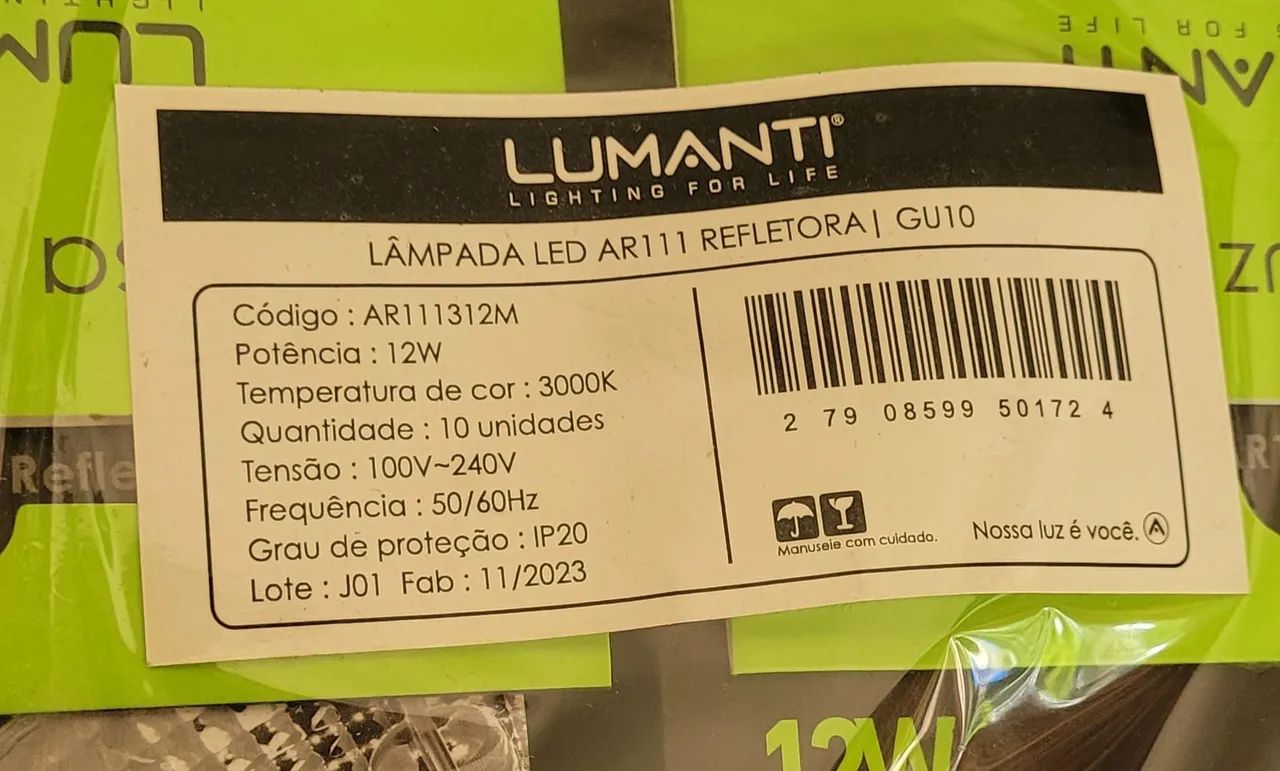 LUMANTI®
LIGHTING FOR LIFE
LÂMPADA LED AR111 REFLETORA| GU10
Código : AR111312M
Potência : 12W
Temperatura de cor : 3000K
Quantidade : 10 unidades
Tensão : 100V~240V
Frequência : 50/60Hz
Grau de proteção : IP20
Lote : J01 Fab : 11/2023
2 79 08599 50172 4
Manuseie com cuidado.
Nossa luz é você.
Refle
12W